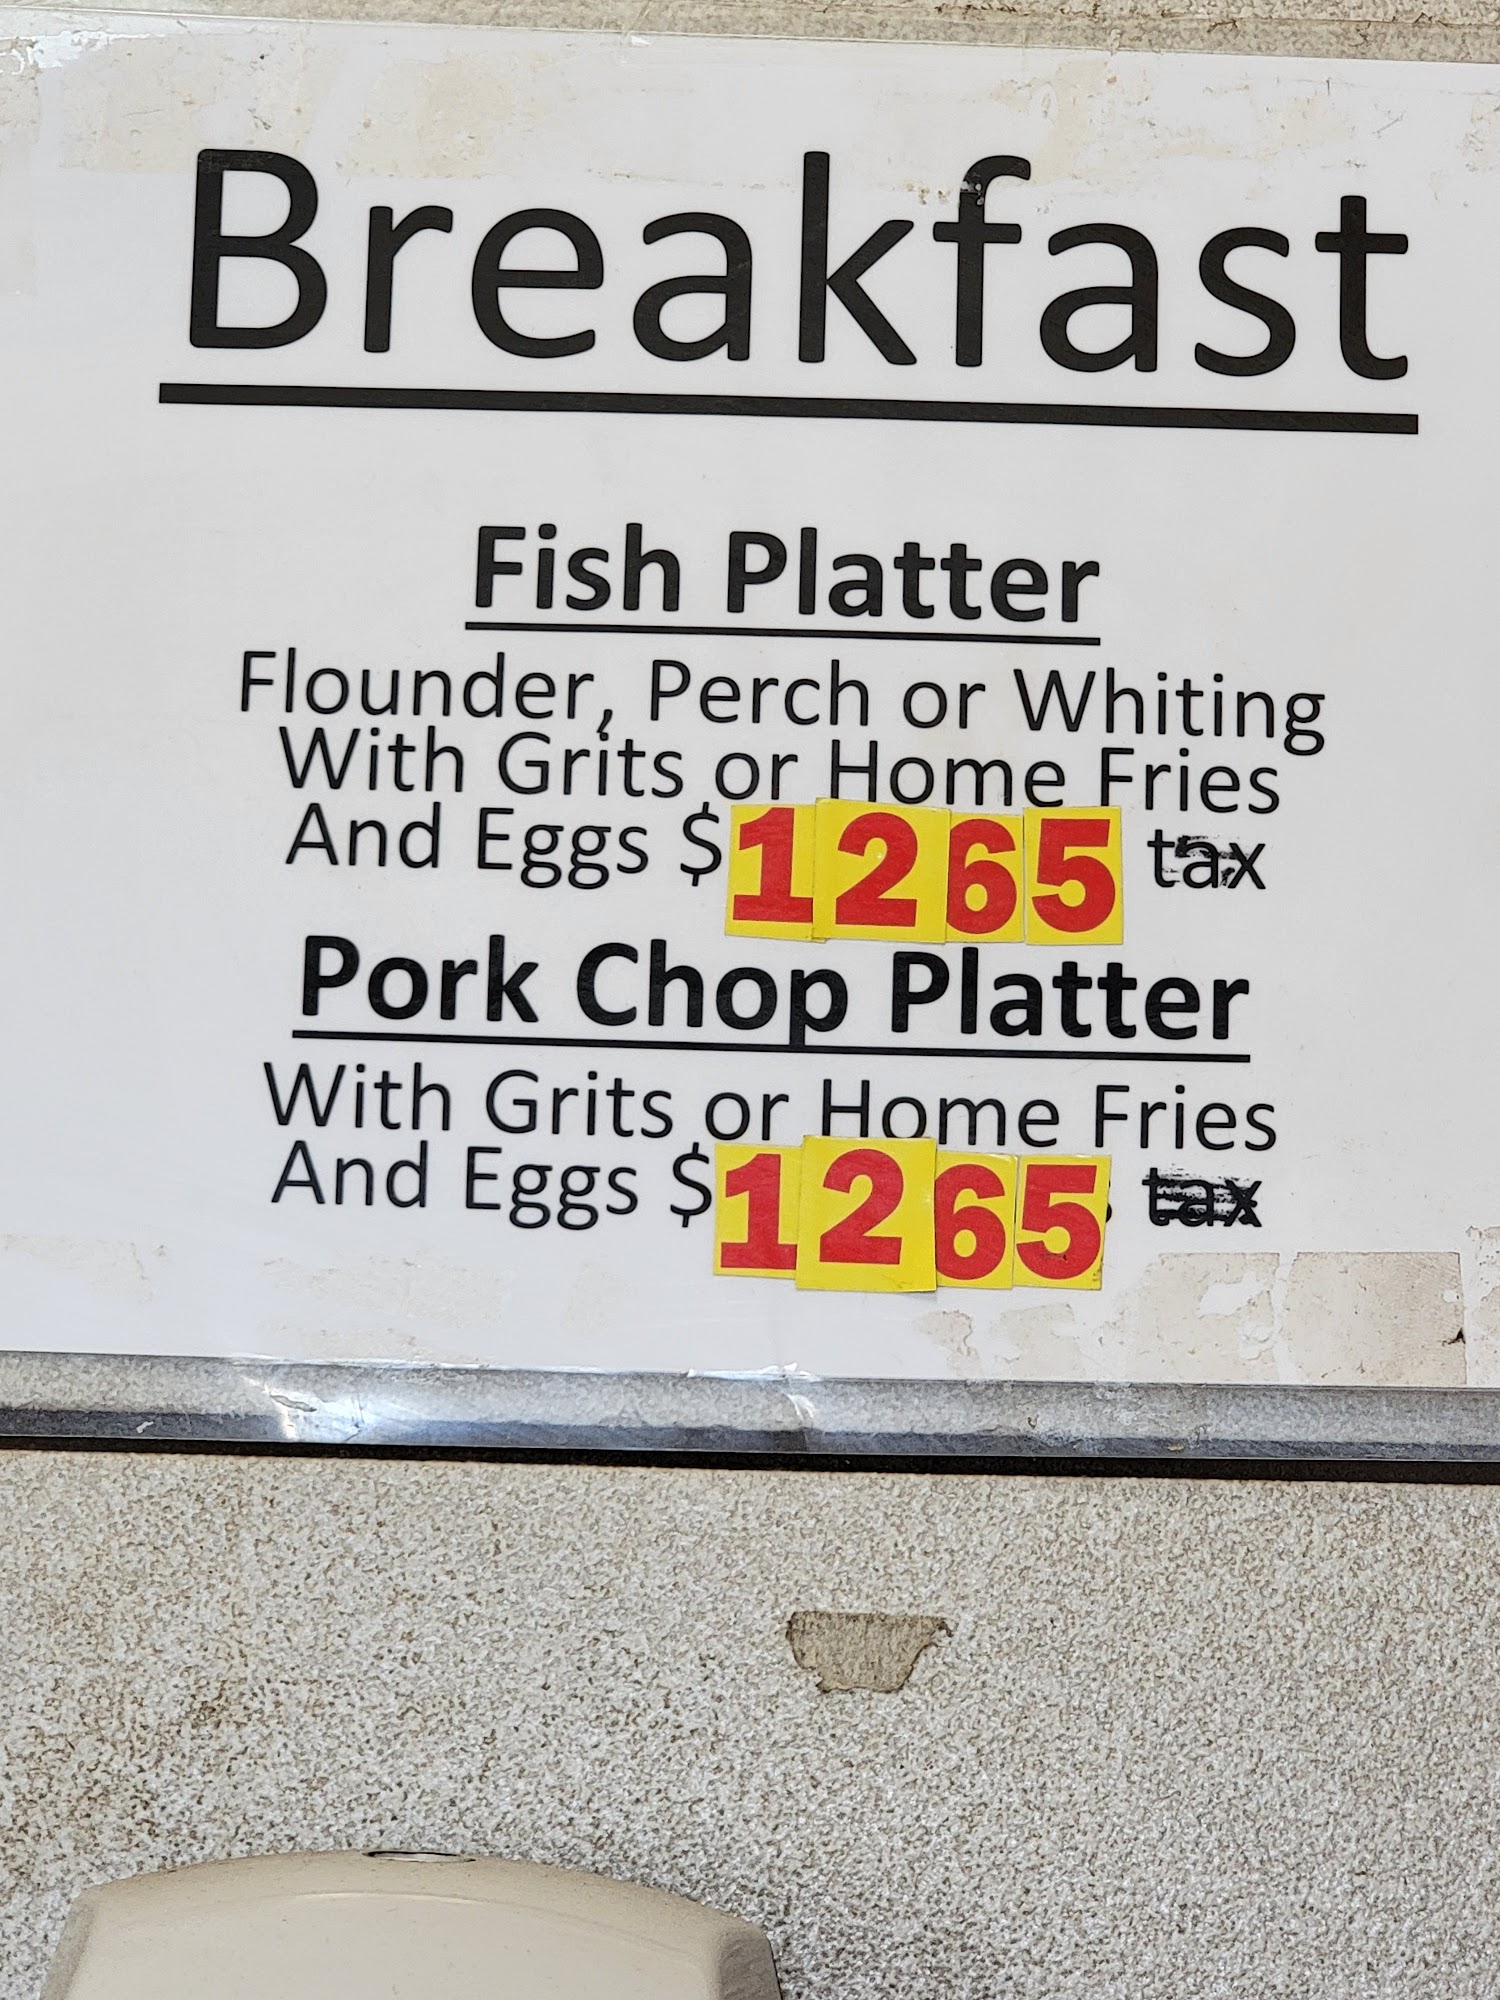 Breakfast
Fish Platter
Flounder, Perch or Whiting
With Grits or Home Fries
And Eggs $1265 tax
Pork Chop Platter
With Grits or Home Fries
And Eggs $1265 tax